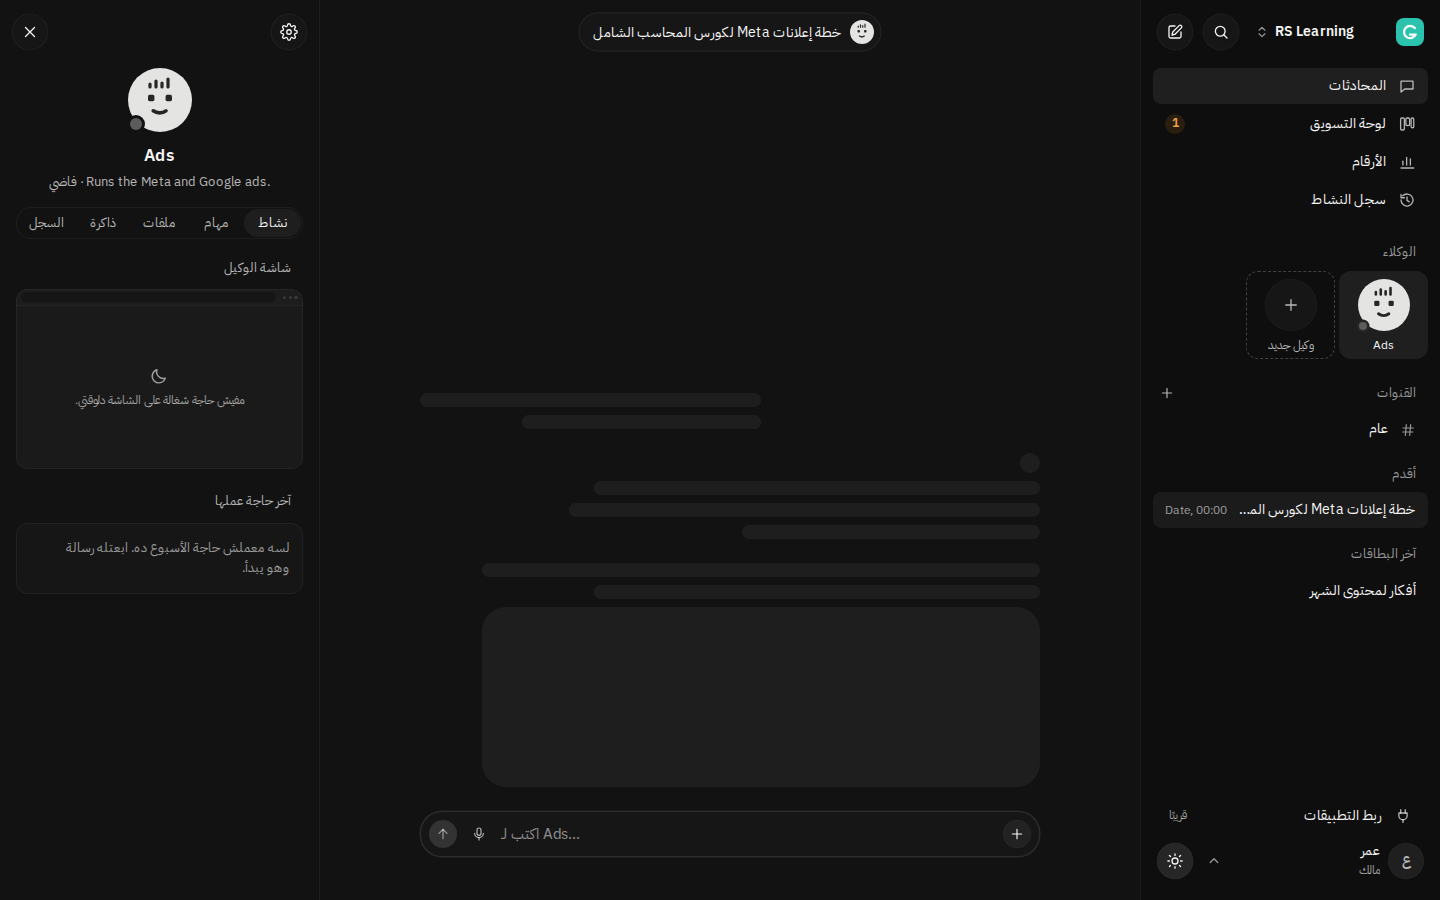 RS Learning
المحادثات
لوحة التسويق
1
الأرقام
سجل النشاط
الوكلاء
Ads
وكيل جديد
القنوات
عام
أقدم
خطة إعلانات Meta لكورس المـ...
Date, 00:00
آخر البطاقات
أفكار لمحتوى الشهر
ربط التطبيقات
قريبًا
ع
عمر
مالك
خطة إعلانات Meta لكورس المحاسب الشامل
اكتب لـ Ads...
Ads
فاضي · Runs the Meta and Google ads.
نشاط
مهام
ملفات
ذاكرة
السجل
شاشة الوكيل
مفيش حاجة شغالة على الشاشة دلوقتي.
آخر حاجة عملها
لسه معملش حاجة الأسبوع ده. ابعتله رسالة
وهو يبدأ.